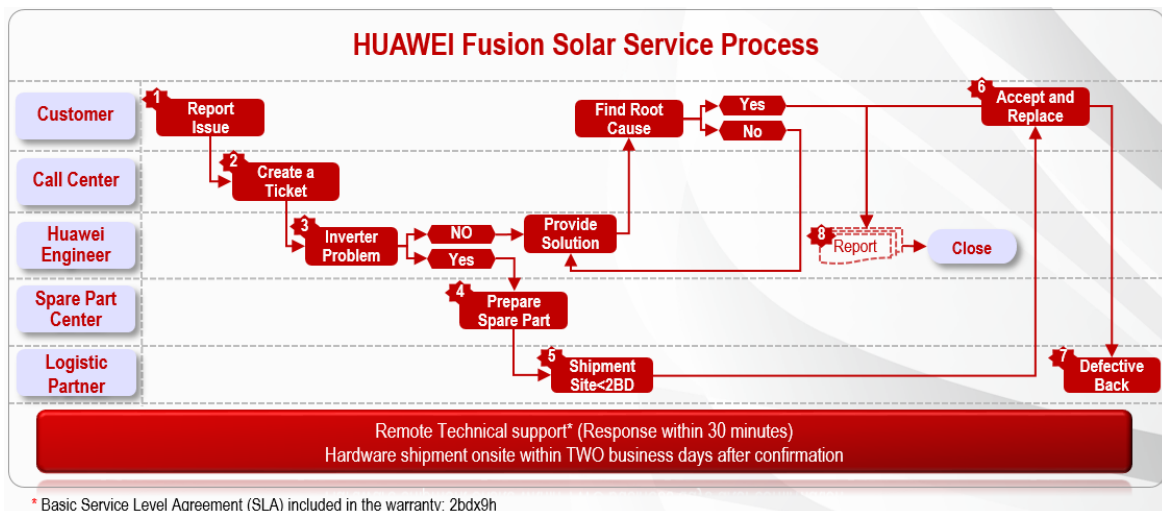 HUAWEI Fusion Solar Service Process
Customer
1
Report
Issue
Find Root
Cause
Yes
No
6
Accept and
Replace
Call Center
2
Create a
Ticket
Huawei
Engineer
3
Inverter
Problem
NO
Yes
Provide
Solution
8
Report
Close
Spare Part
Center
4
Prepare
Spare Part
Logistic
Partner
5
Shipment
Site<2BD
7
Defective
Back
Remote Technical support* (Response within 30 minutes)
Hardware shipment onsite within TWO business days after confirmation
* Basic Service Level Agreement (SLA) included in the warranty: 2bdx9h